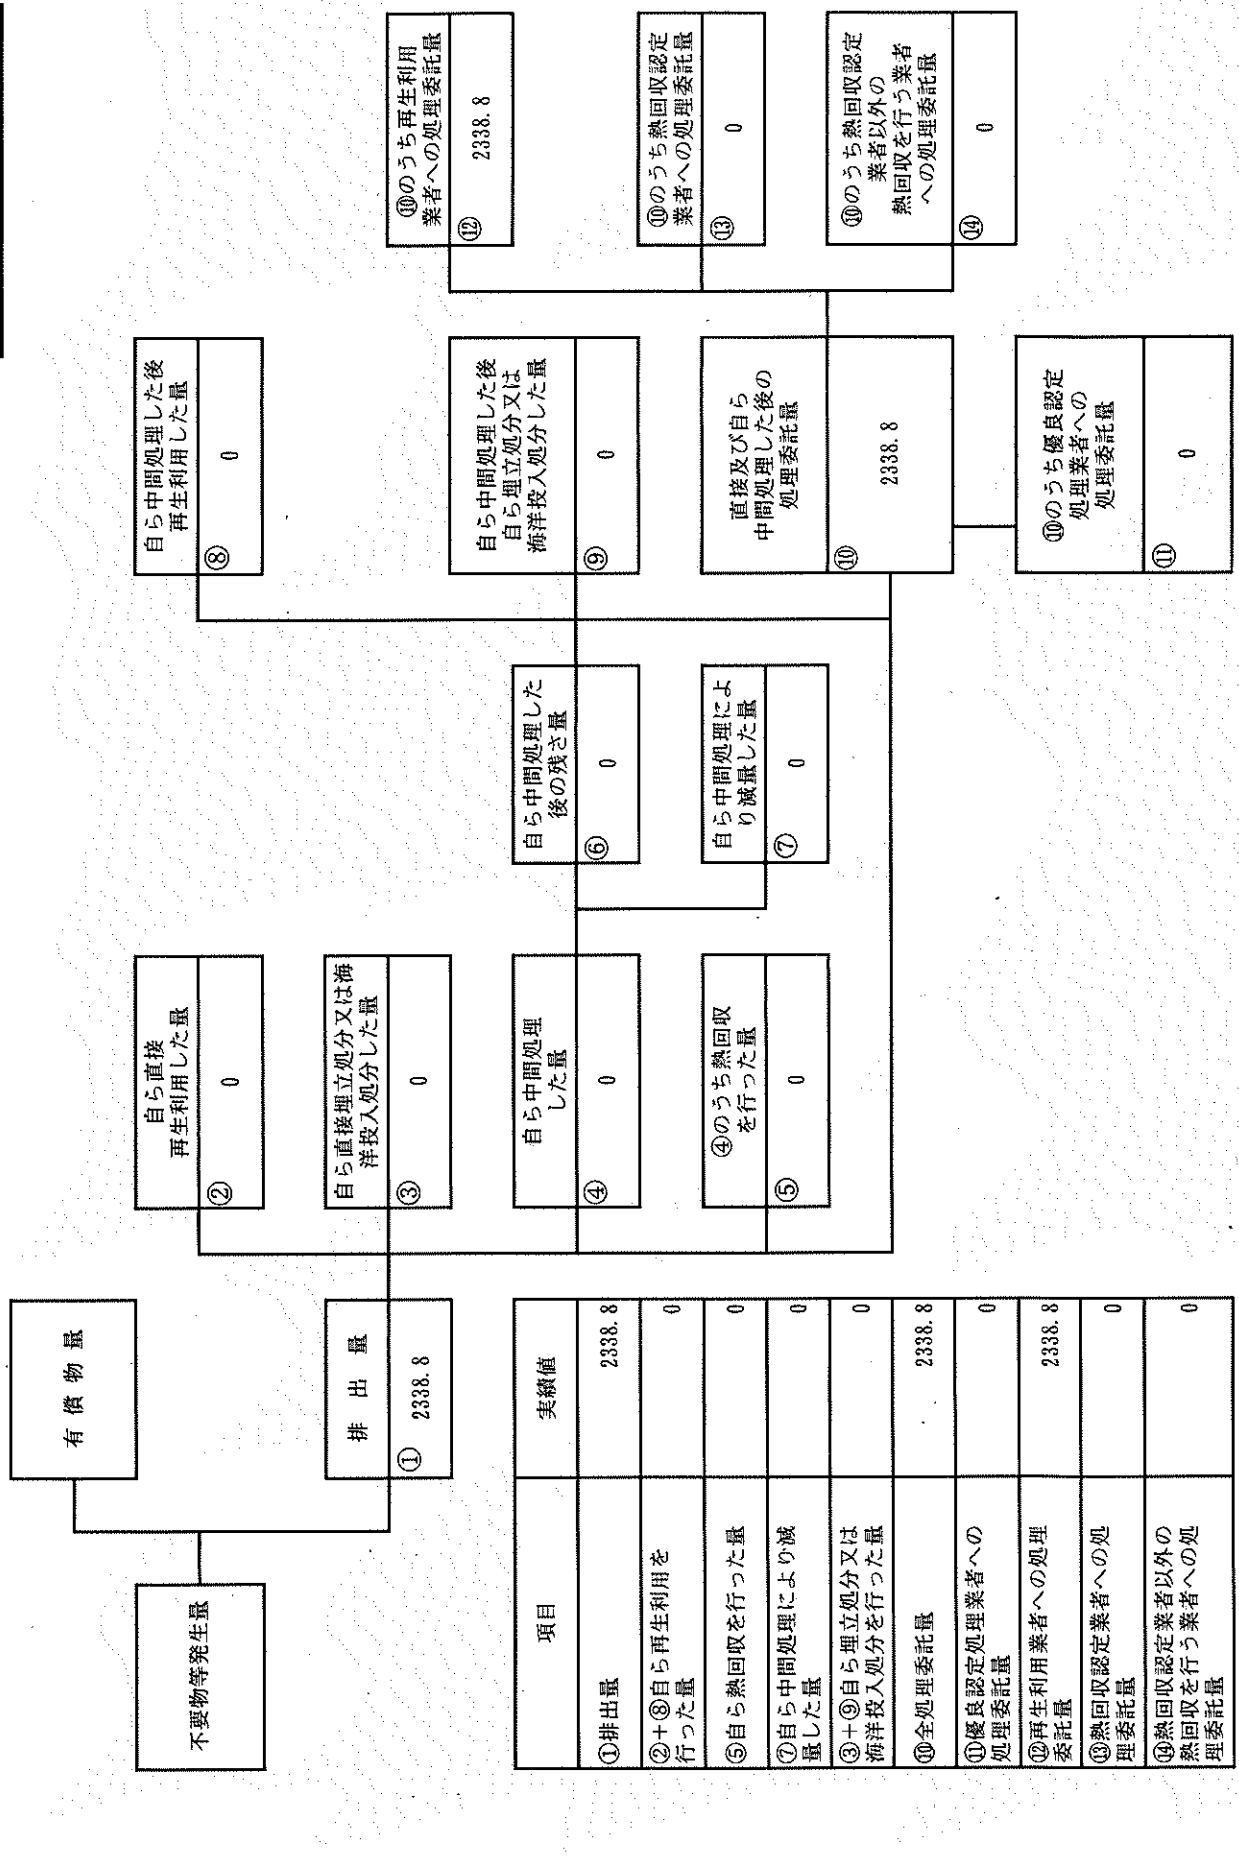 不要物等発生量
有償物量
排出量
① 2338.8
自ら直接
再生利用した量
② 0
自ら直接埋立処分又は海
洋投入処分した量
③ 0
自ら中間処理
した量
④ 0
④のうち熱回収
を行った量
⑤ 0
自ら中間処理した
後の残さ量
⑥ 0
自ら中間処理によ
り減量した量
⑦ 0
自ら中間処理した後
再生利用した量
⑧ 0
自ら中間処理した後
自ら埋立処分又は
海洋投入処分した量
⑨ 0
直接及び自ら
中間処理した後の
処理委託量
⑩ 2338.8
⑩のうち優良認定
処理業者への
処理委託量
⑪ 0
⑩のうち再生利用
業者への処理委託量
⑫ 2338.8
⑩のうち熱回収認定
業者への処理委託量
⑬ 0
⑩のうち熱回収認定
業者以外の
熱回収を行う業者
への処理委託量
⑭ 0
項目 実績値
①排出量 2338.8
②+⑧自ら再生利用を
行った量 0
⑤自ら熱回収を行った量 0
⑦自ら中間処理により減
量した量 0
③+⑨自ら埋立処分又は
海洋投入処分を行った量 0
⑩全処理委託量 2338.8
⑪優良認定処理業者への
処理委託量 0
⑫再生利用業者への処理
委託量 2338.8
⑬熱回収認定業者への処
理委託量 0
⑭熱回収認定業者以外の
熱回収を行う業者への処
理委託量 0